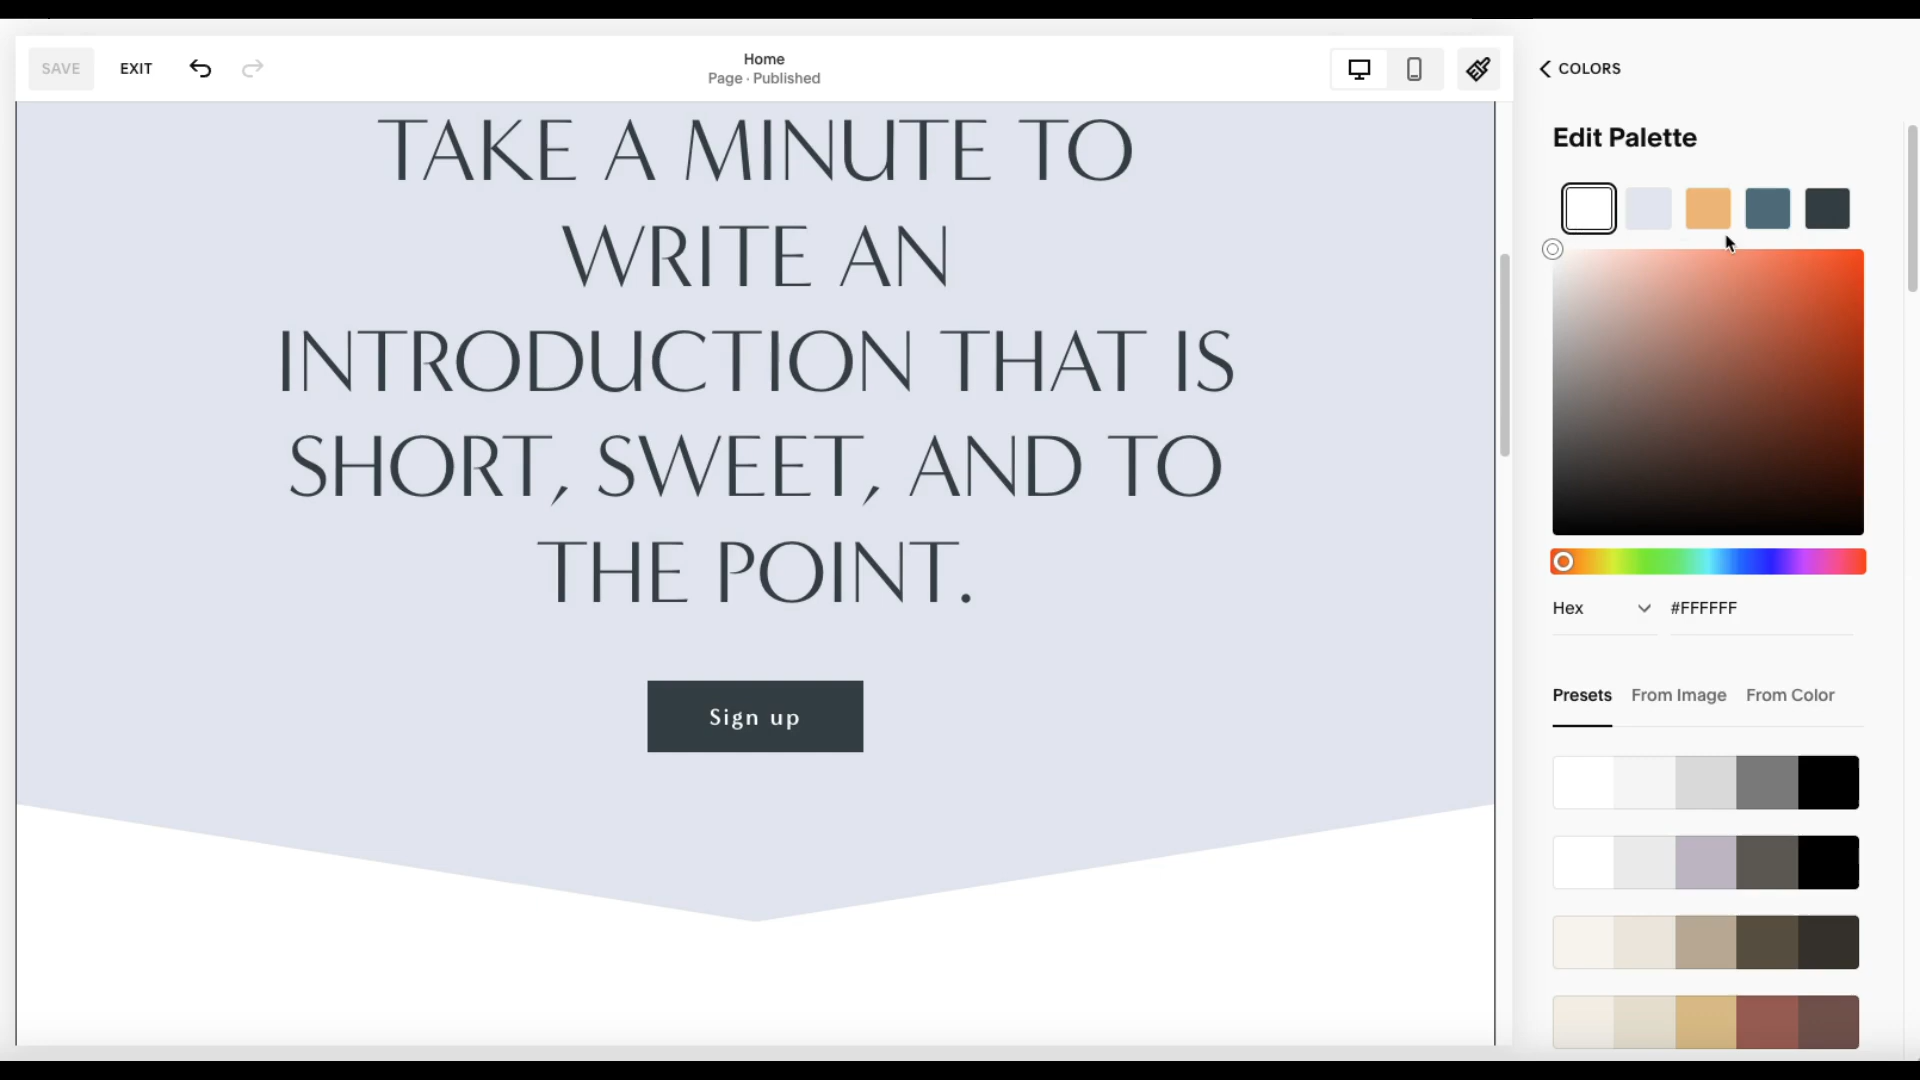 SAVE
EXIT
Home
Page · Published
COLORS
Edit Palette
TAKE A MINUTE TO
WRITE AN
INTRODUCTION THAT IS
SHORT, SWEET, AND TO
THE POINT.
Sign up
Hex
#FFFFFF
Presets
From Image
From Color